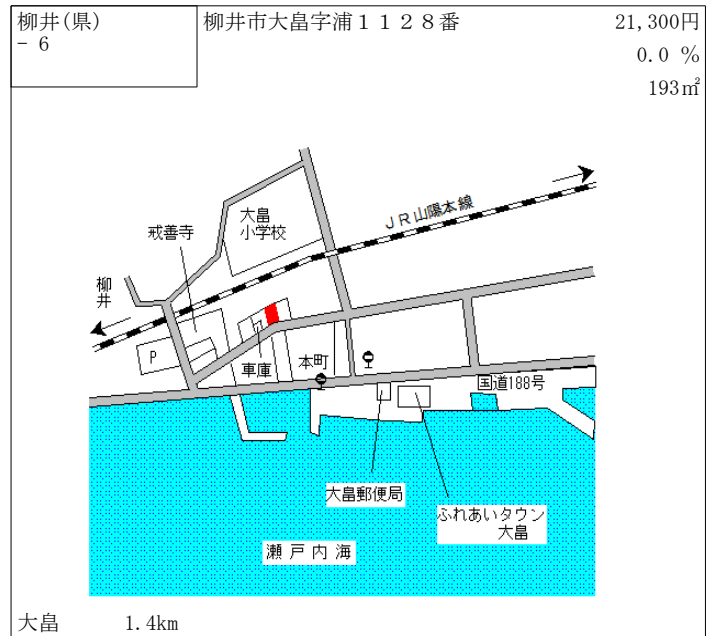 柳井(県)
－6
柳井市大畠字浦１１２８番
21,300円
0.0 %
193㎡
大畠
小学校
ＪＲ山陽本線
戒善寺
柳
井
P
車庫
本町
国道188号
大畠郵便局
ふれあいタウン
大畠
瀬戸内海
大畠 1.4km